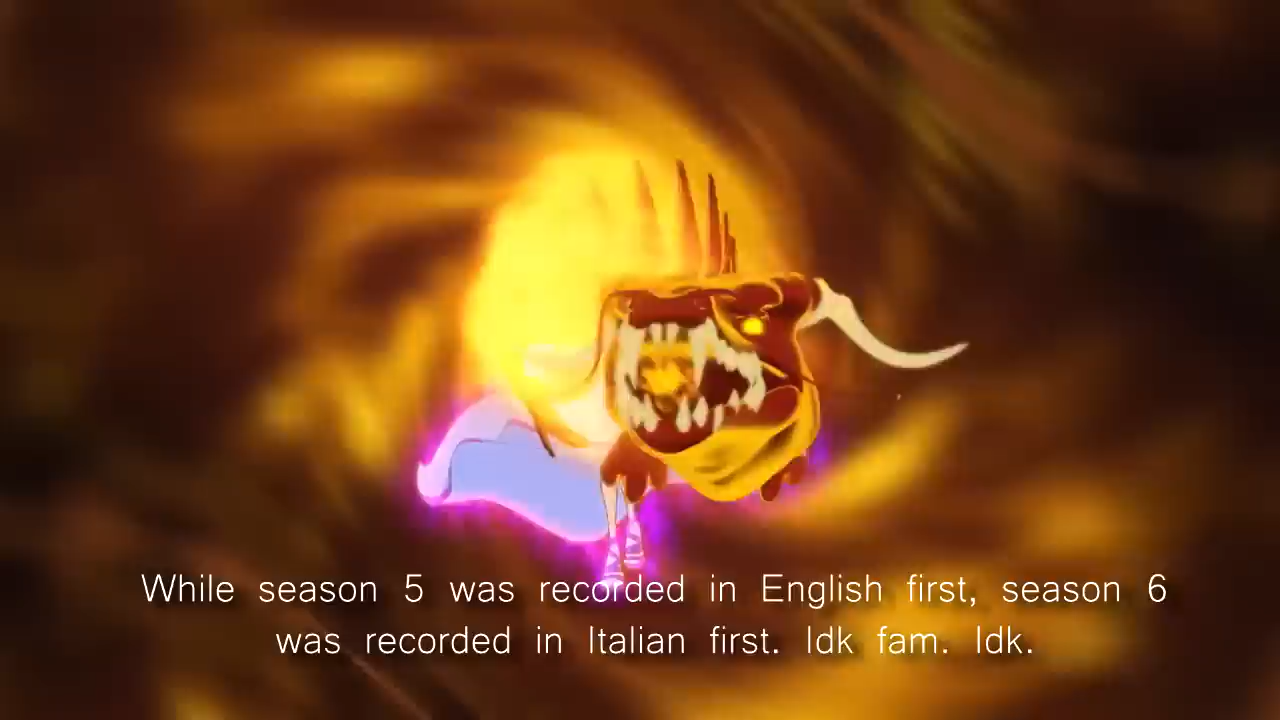 While season 5 was recorded in English first, season 6
was recorded in Italian first. Idk fam. Idk.